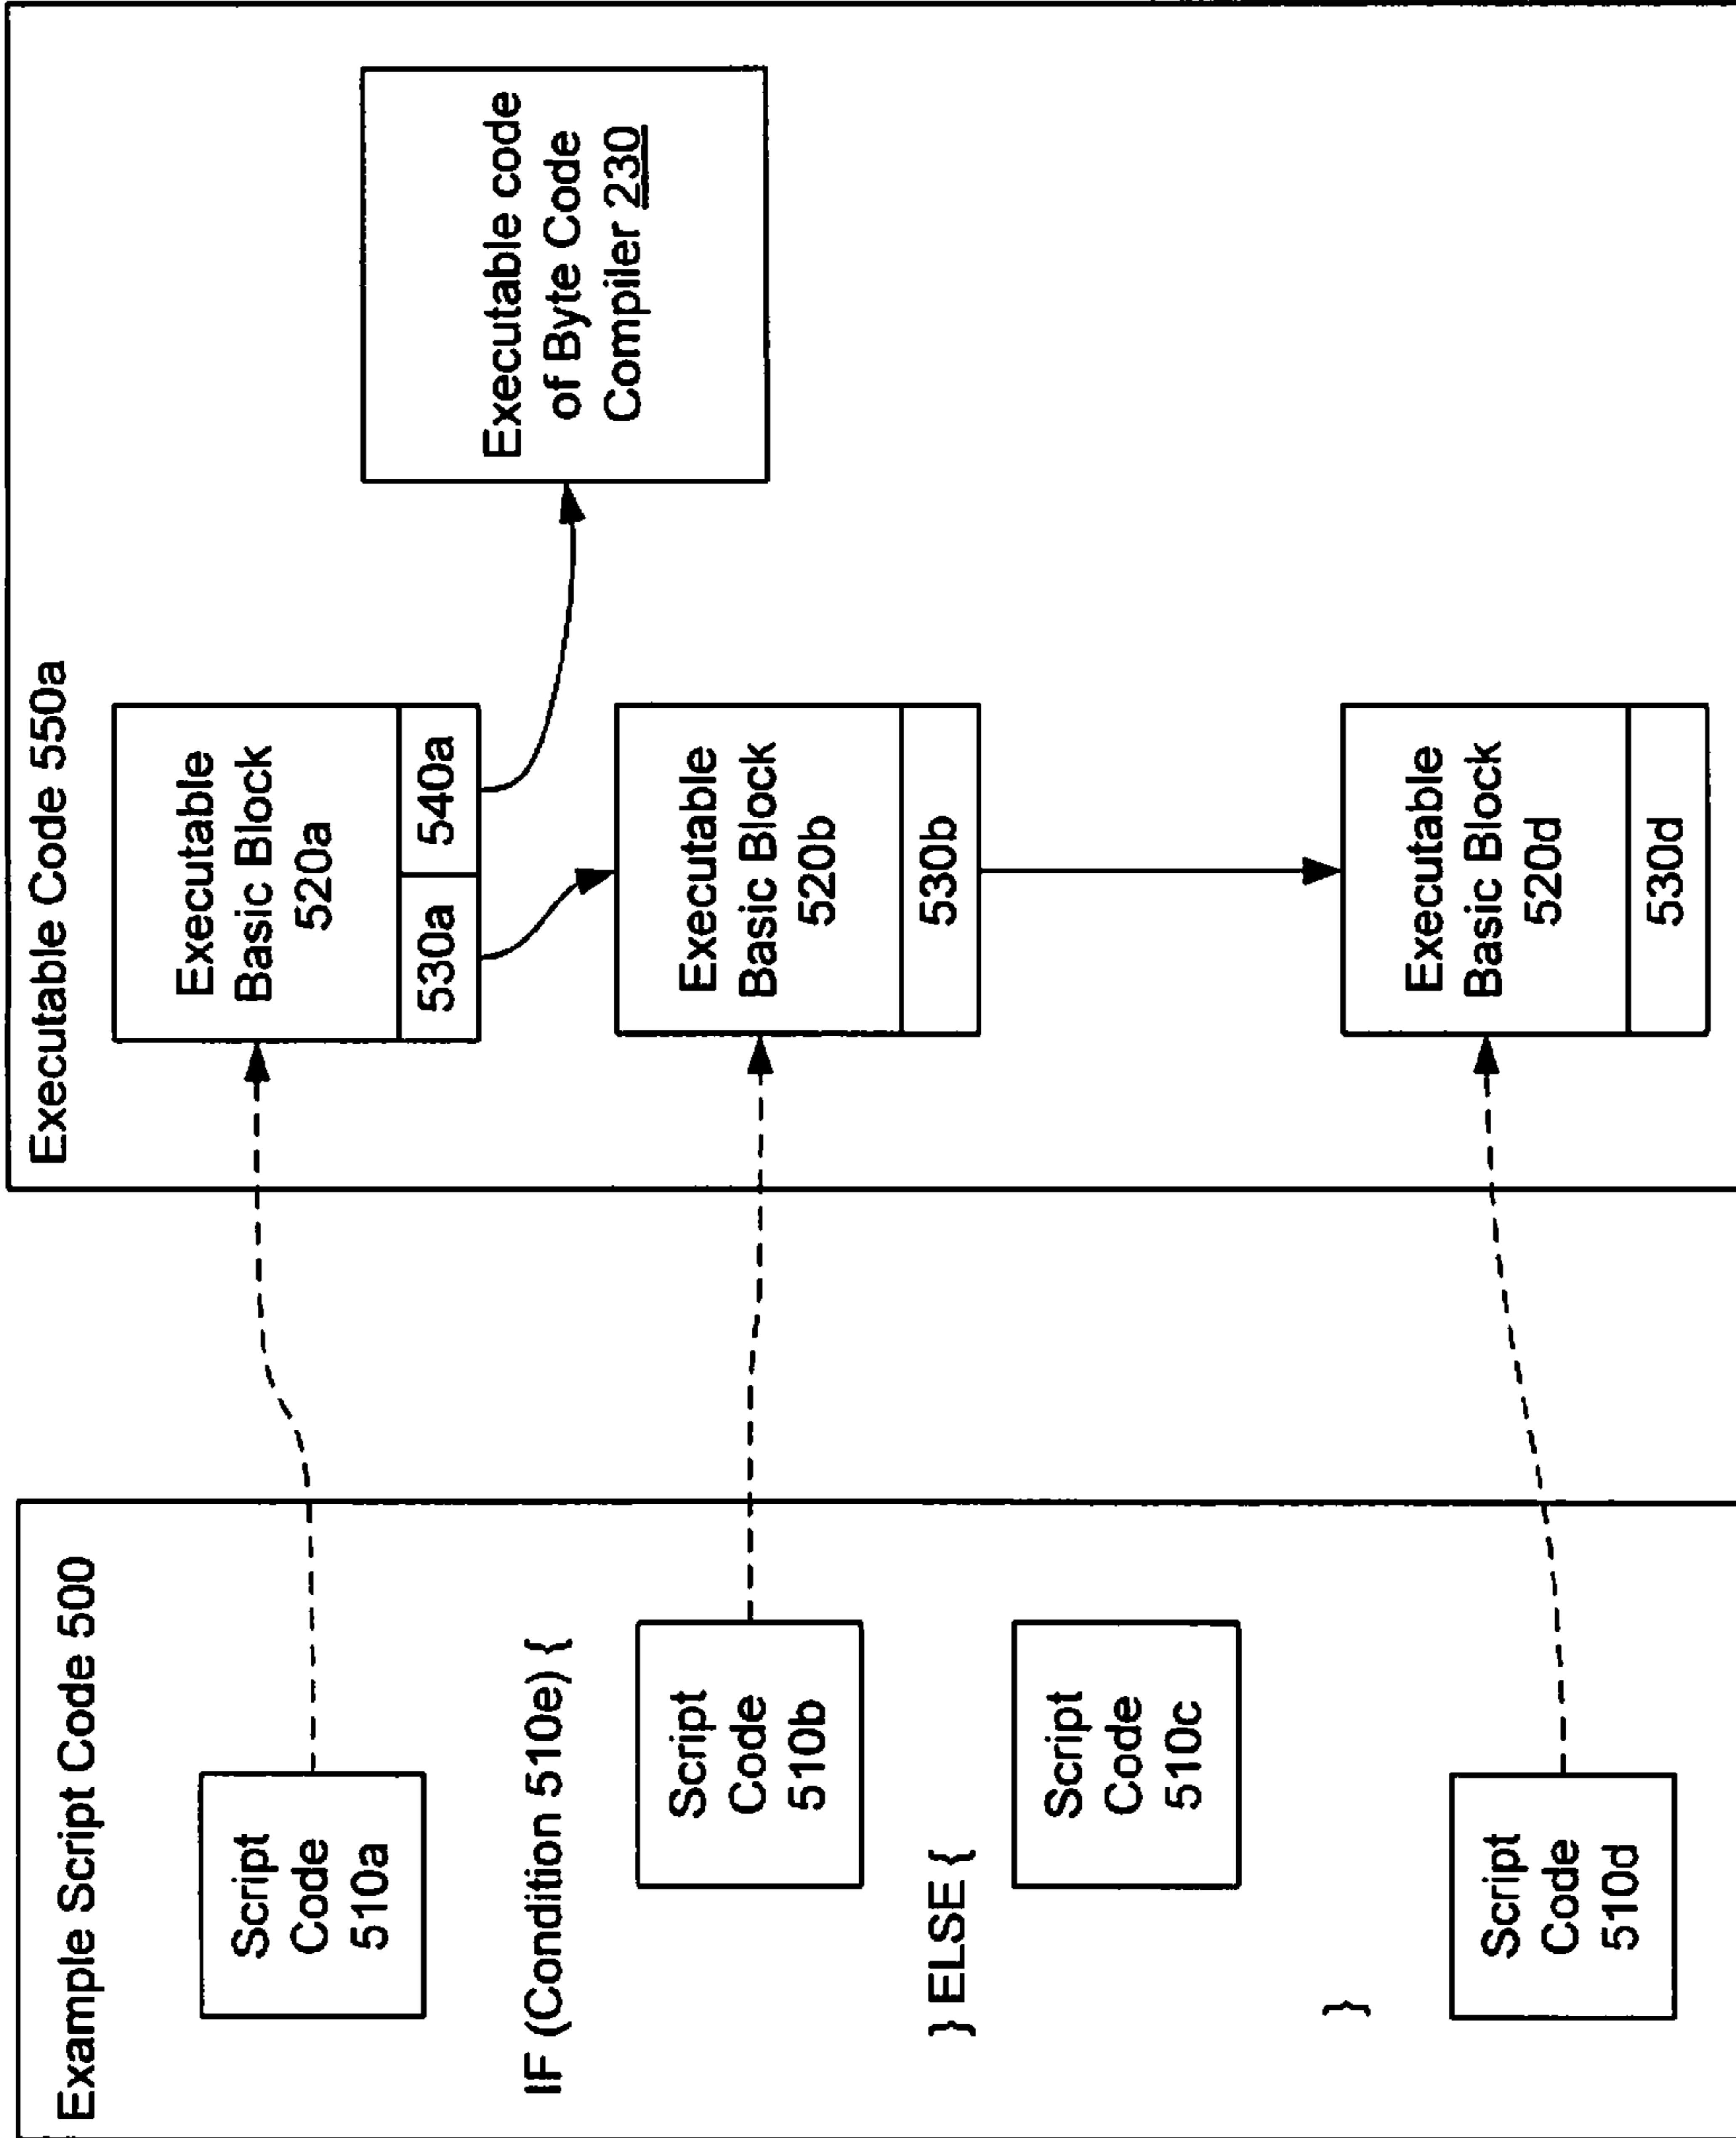 Example Script Code 500
Script
Code
510a
IF (Condition 510e) {
Script
Code
510b
} ELSE {
Script
Code
510c
}
Script
Code
510d
Executable Code 550a
Executable
Basic Block
520a
530a
540a
Executable code
of Byte Code
Compiler 230
Executable
Basic Block
520b
530b
Executable
Basic Block
520d
530d